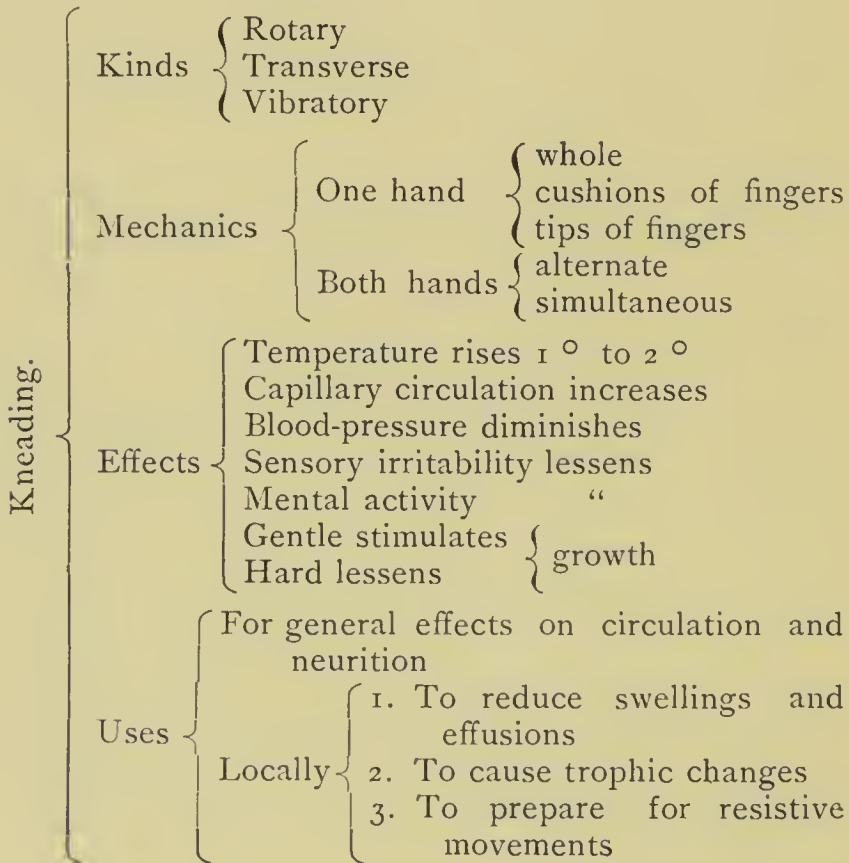 Kneading.
Kinds
Rotary
Transverse
Vibratory
Mechanics
One hand
whole
cushions of fingers
tips of fingers
Both hands
alternate
simultaneous
Effects
Temperature rises 1° to 2°
Capillary circulation increases
Blood-pressure diminishes
Sensory irritability lessens
Mental activity “
Gentle stimulates
Hard lessens
growth
Uses
For general effects on circulation and
neurition
Locally
1. To reduce swellings and
effusions
2. To cause trophic changes
3. To prepare for resistive
movements